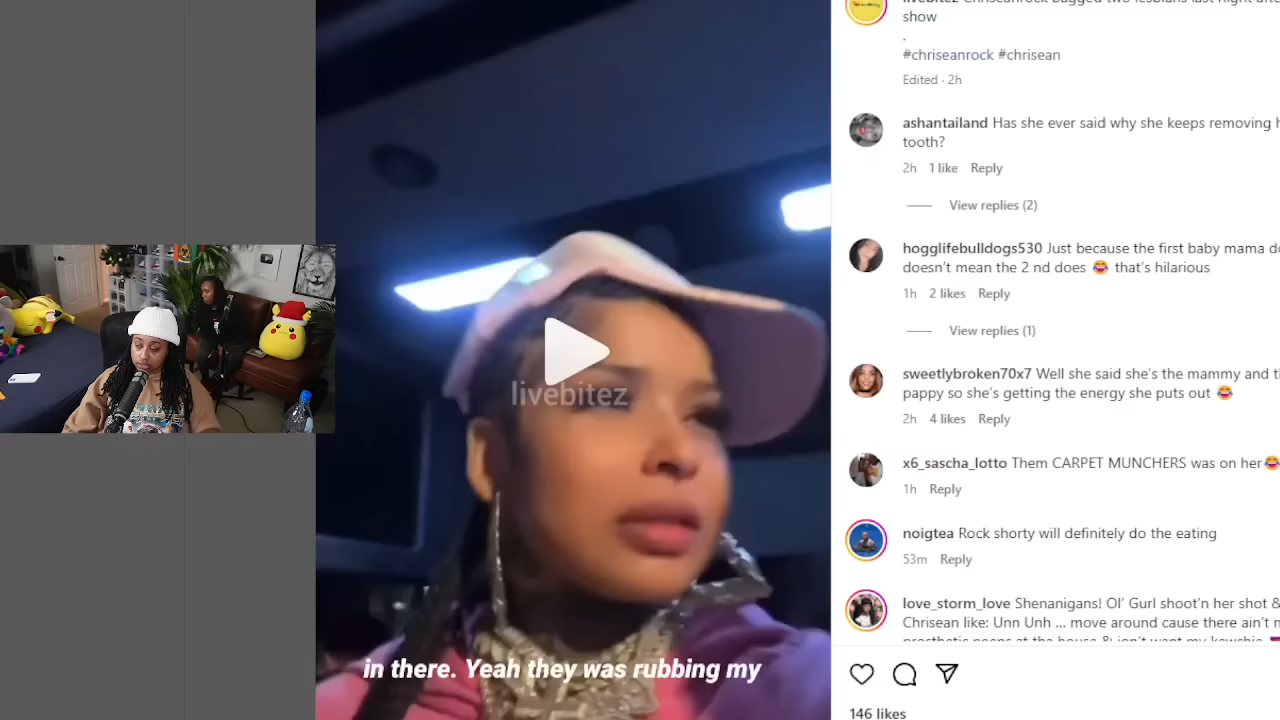 livebitez
in there. Yeah they was rubbing my
show
.
#chriseanrock #chrisean
Edited · 2h
ashantailand Has she ever said why she keeps removing
tooth?
2h 1 like Reply
View replies (2)
hogglifebulldogs530 Just because the first baby mama
doesn't mean the 2 nd does 😂 that's hilarious
1h 2 likes Reply
View replies (1)
sweetlybroken70x7 Well she said she's the mammy and
pappy so she's getting the energy she puts out 😂
2h 4 likes Reply
x6_sascha_lotto Them CARPET MUNCHERS was on her😂
1h Reply
noigtea Rock shorty will definitely do the eating
53m Reply
love_storm_love Shenanigans! Ol' Gurl shoot'n her shot &
Chrisean like: Unn Unh ... move around cause there ain't
146 likes